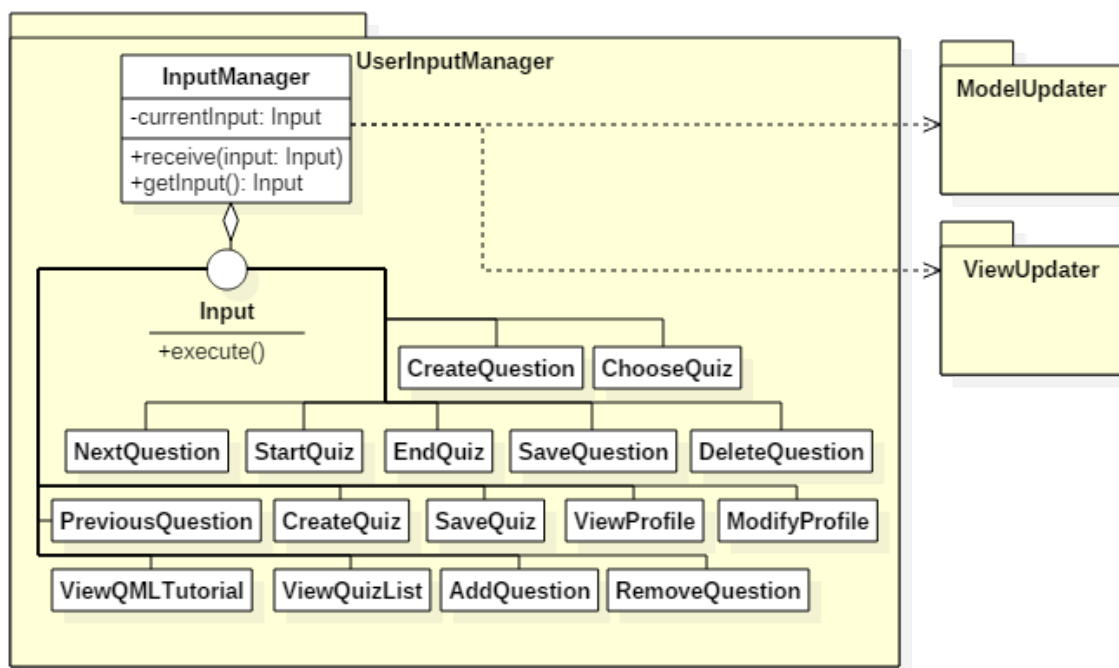 UserInputManager
InputManager
-currentInput: Input
+receive(input: Input)
+getInput(): Input
ModelUpdater
ViewUpdater
Input
+execute()
CreateQuestion
ChooseQuiz
NextQuestion
StartQuiz
EndQuiz
SaveQuestion
DeleteQuestion
PreviousQuestion
CreateQuiz
SaveQuiz
ViewProfile
ModifyProfile
ViewQMLTutorial
ViewQuizList
AddQuestion
RemoveQuestion